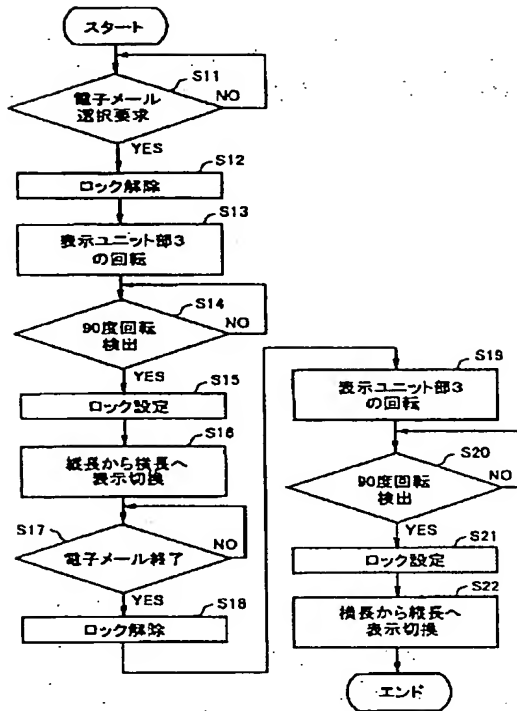 スタート
S11
電子メール
選択要求
NO
YES
S12
ロック解除
S13
表示ユニット部3
の回転
S14
90度回転
検出
NO
YES
S15
ロック設定
S16
縦長から横長へ
表示切換
S17
電子メール終了
NO
YES
S18
ロック解除
S19
表示ユニット部3
の回転
S20
90度回転
検出
NO
YES
S21
ロック設定
S22
横長から縦長へ
表示切換
エンド